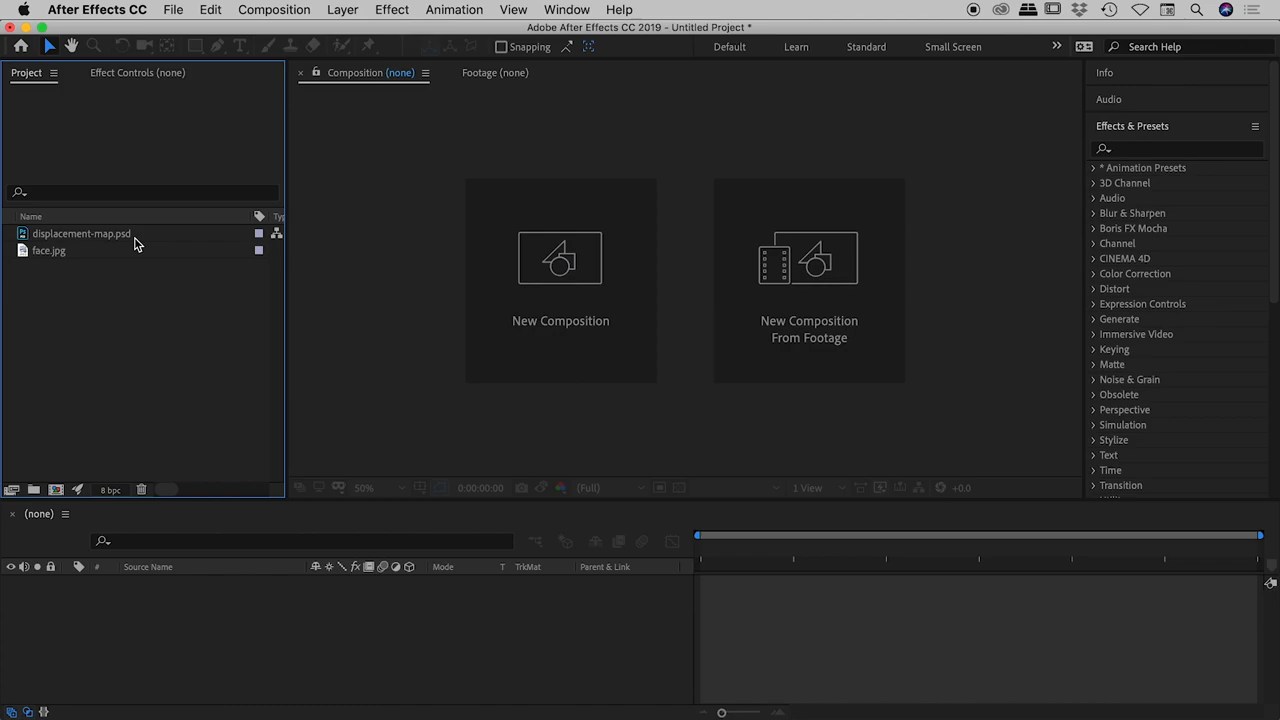 After Effects CC File Edit Composition Layer Effect Animation View Window Help
Adobe After Effects CC 2019 - Untitled Project *
Snapping Default Learn Standard Small Screen >> Search Help
Project Effect Controls (none) × Composition (none) Footage (none) Info
Audio
Effects & Presets
* Animation Presets
3D Channel
Audio
Blur & Sharpen
Boris FX Mocha
Channel
CINEMA 4D
Color Correction
Distort
Expression Controls
Generate
Immersive Video
Keying
Matte
Noise & Grain
Obsolete
Perspective
Simulation
Stylize
Text
Time
Transition
Name Typ
displacement-map.psd
face.jpg
New Composition
New Composition
From Footage
8 bpc 50% 0:00:00:00 (Full) 1 View +0.0
× (none)
# Source Name fx Mode T TrkMat Parent & Link